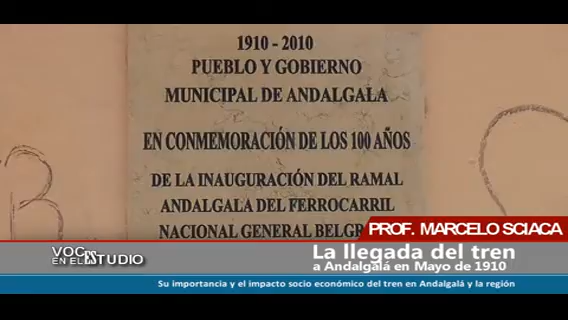 1910 - 2010
PUEBLO Y GOBIERNO
MUNICIPAL DE ANDALGALA
EN CONMEMORACIÓN DE LOS 100 AÑOS
DE LA INAUGURACIÓN DEL RAMAL
ANDALGALA DEL FERROCARRIL
NACIONAL GENERAL BELGR
PROF. MARCELO SCIACA
VOC
EN EL ESTUDIO
La llegada del tren
a Andalgalá en Mayo de 1910
Su importancia y el impacto socio económico del tren en Andalgalá y la región